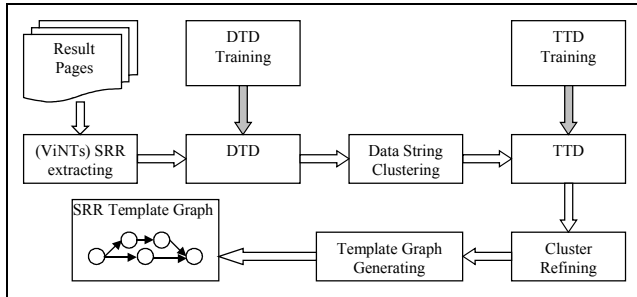 Result
Pages
DTD
Training
TTD
Training
(ViNTs) SRR
extracting
DTD
Data String
Clustering
TTD
SRR Template Graph
Template Graph
Generating
Cluster
Refining